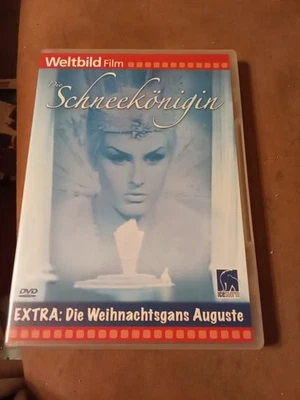 Weltbild Film
Die
Schneekönigin
DVD
EXTRA: Die Weihnachtsgans Auguste